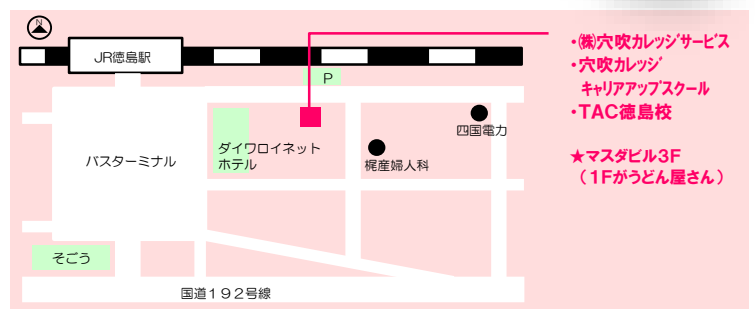 N
JR徳島駅
・㈱穴吹カレッジサービス
・穴吹カレッジ
キャリアアップスクール
・TAC徳島校
★マスダビル3F
（1Fがうどん屋さん）
P
四国電力
ダイワロイネット
ホテル
梶産婦人科
バスターミナル
そごう
国道１９２号線